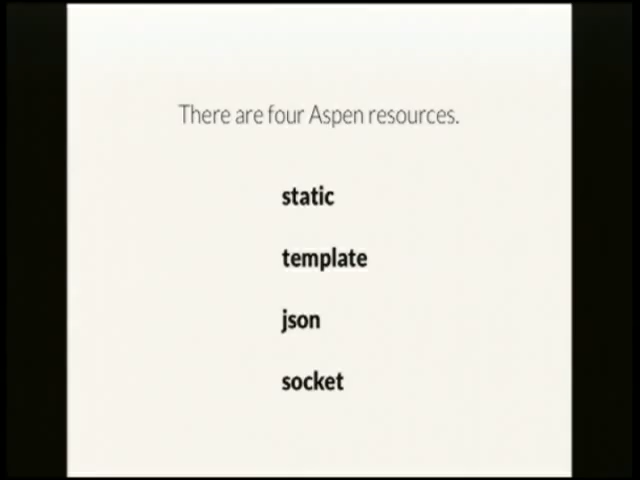 There are four Aspen resources.
static
template
json
socket